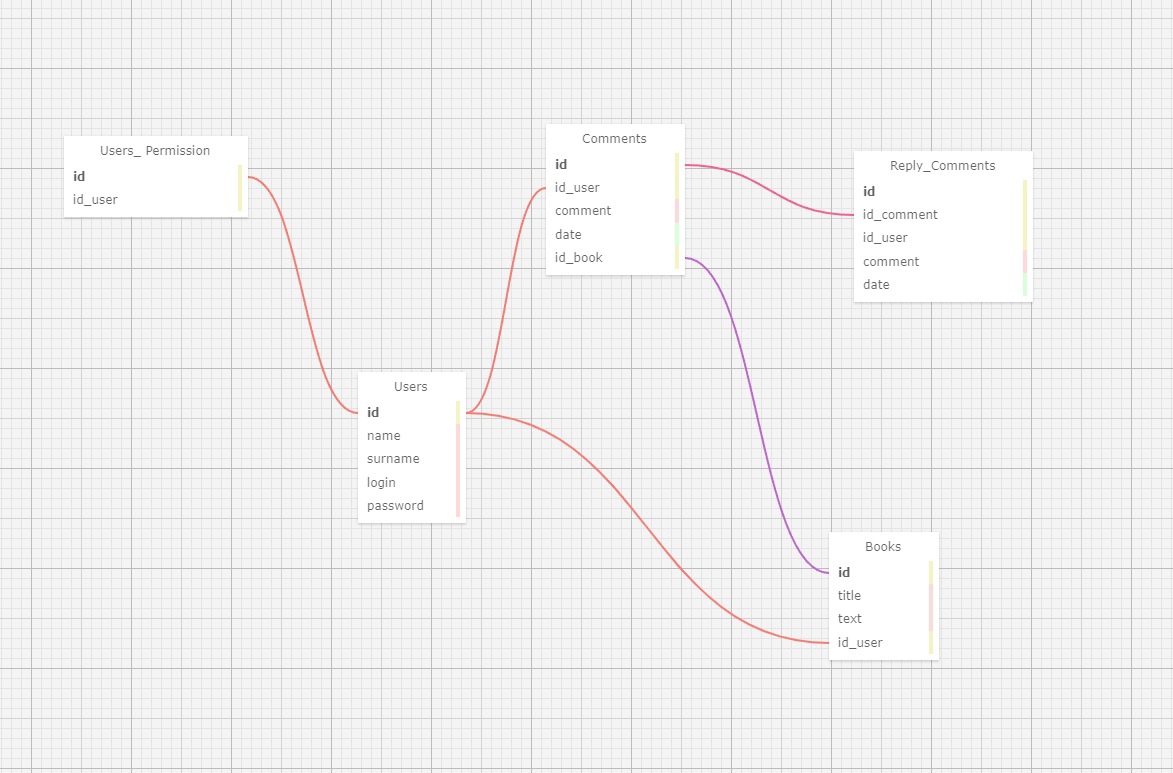 Users_ Permission
id
id_user
Comments
id
id_user
comment
date
id_book
Reply_Comments
id
id_comment
id_user
comment
date
Users
id
name
surname
login
password
Books
id
title
text
id_user